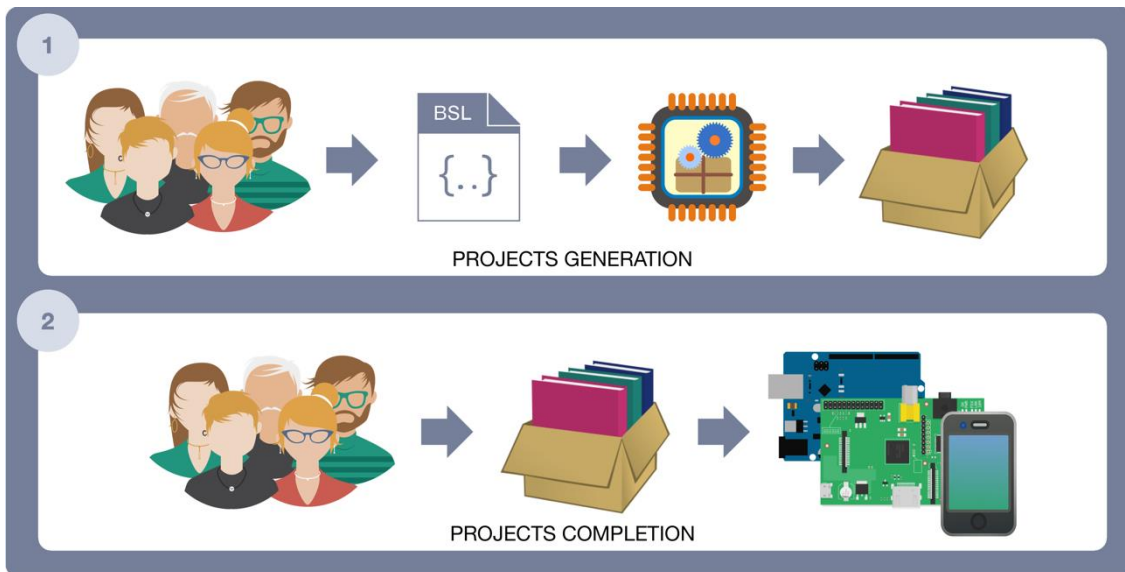 1
BSL
{..}
PROJECTS GENERATION
2
PROJECTS COMPLETION